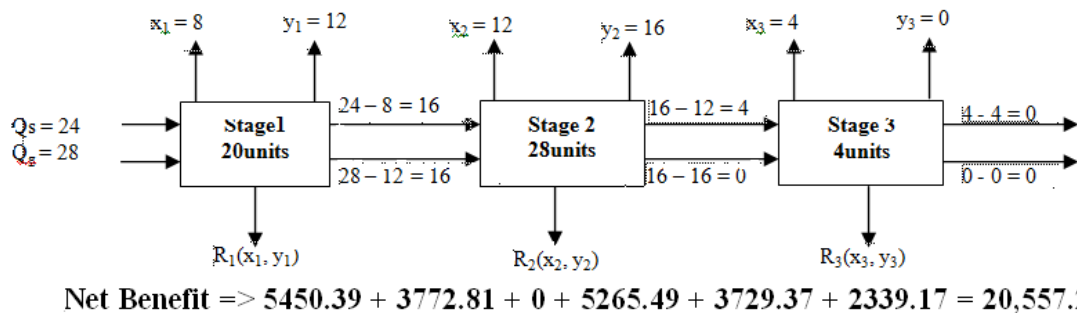 x₁ = 8 y₁ = 12 x₂ = 12 y₂ = 16 x₃ = 4 y₃ = 0
Qs = 24
Qg = 28
Stage1
20units
24 – 8 = 16
28 – 12 = 16
Stage 2
28units
16 – 12 = 4
16 – 16 = 0
Stage 3
4units
4 - 4 = 0
0 - 0 = 0
R₁(x₁, y₁) R₂(x₂, y₂) R₃(x₃, y₃)
Net Benefit => 5450.39 + 3772.81 + 0 + 5265.49 + 3729.37 + 2339.17 = 20,557.